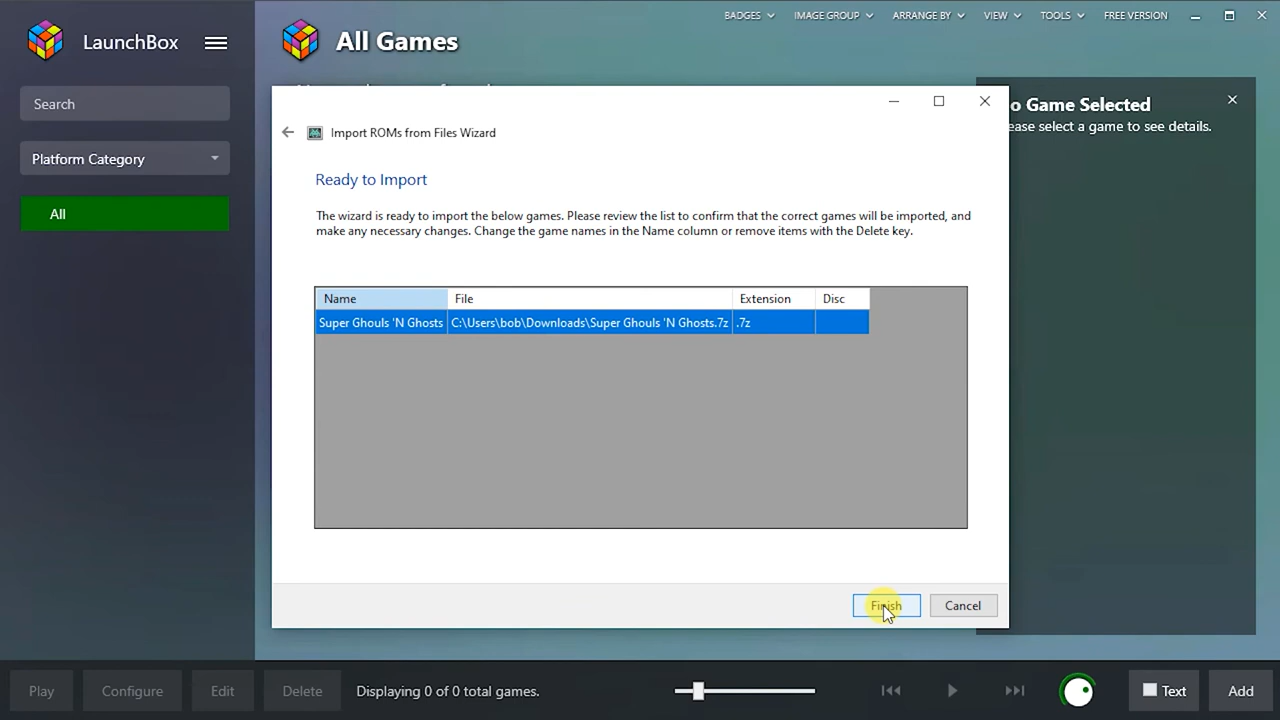 BADGES
IMAGE GROUP
ARRANGE BY
VIEW
TOOLS
FREE VERSION
LaunchBox
All Games
Search
Platform Category
All
o Game Selected
ease select a game to see details.
Import ROMs from Files Wizard
Ready to Import
The wizard is ready to import the below games. Please review the list to confirm that the correct games will be imported, and
make any necessary changes. Change the game names in the Name column or remove items with the Delete key.
Name File Extension Disc
Super Ghouls 'N Ghosts C:\Users\bob\Downloads\Super Ghouls 'N Ghosts.7z .7z
Finish
Cancel
Play
Configure
Edit
Delete
Displaying 0 of 0 total games.
Text
Add